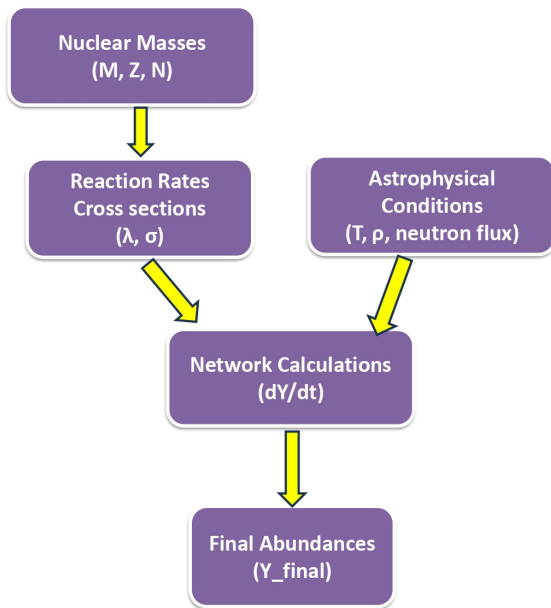 Nuclear Masses
(M, Z, N)
Reaction Rates
Cross sections
(λ, σ)
Astrophysical
Conditions
(T, ρ, neutron flux)
Network Calculations
(dY/dt)
Final Abundances
(Y_final)